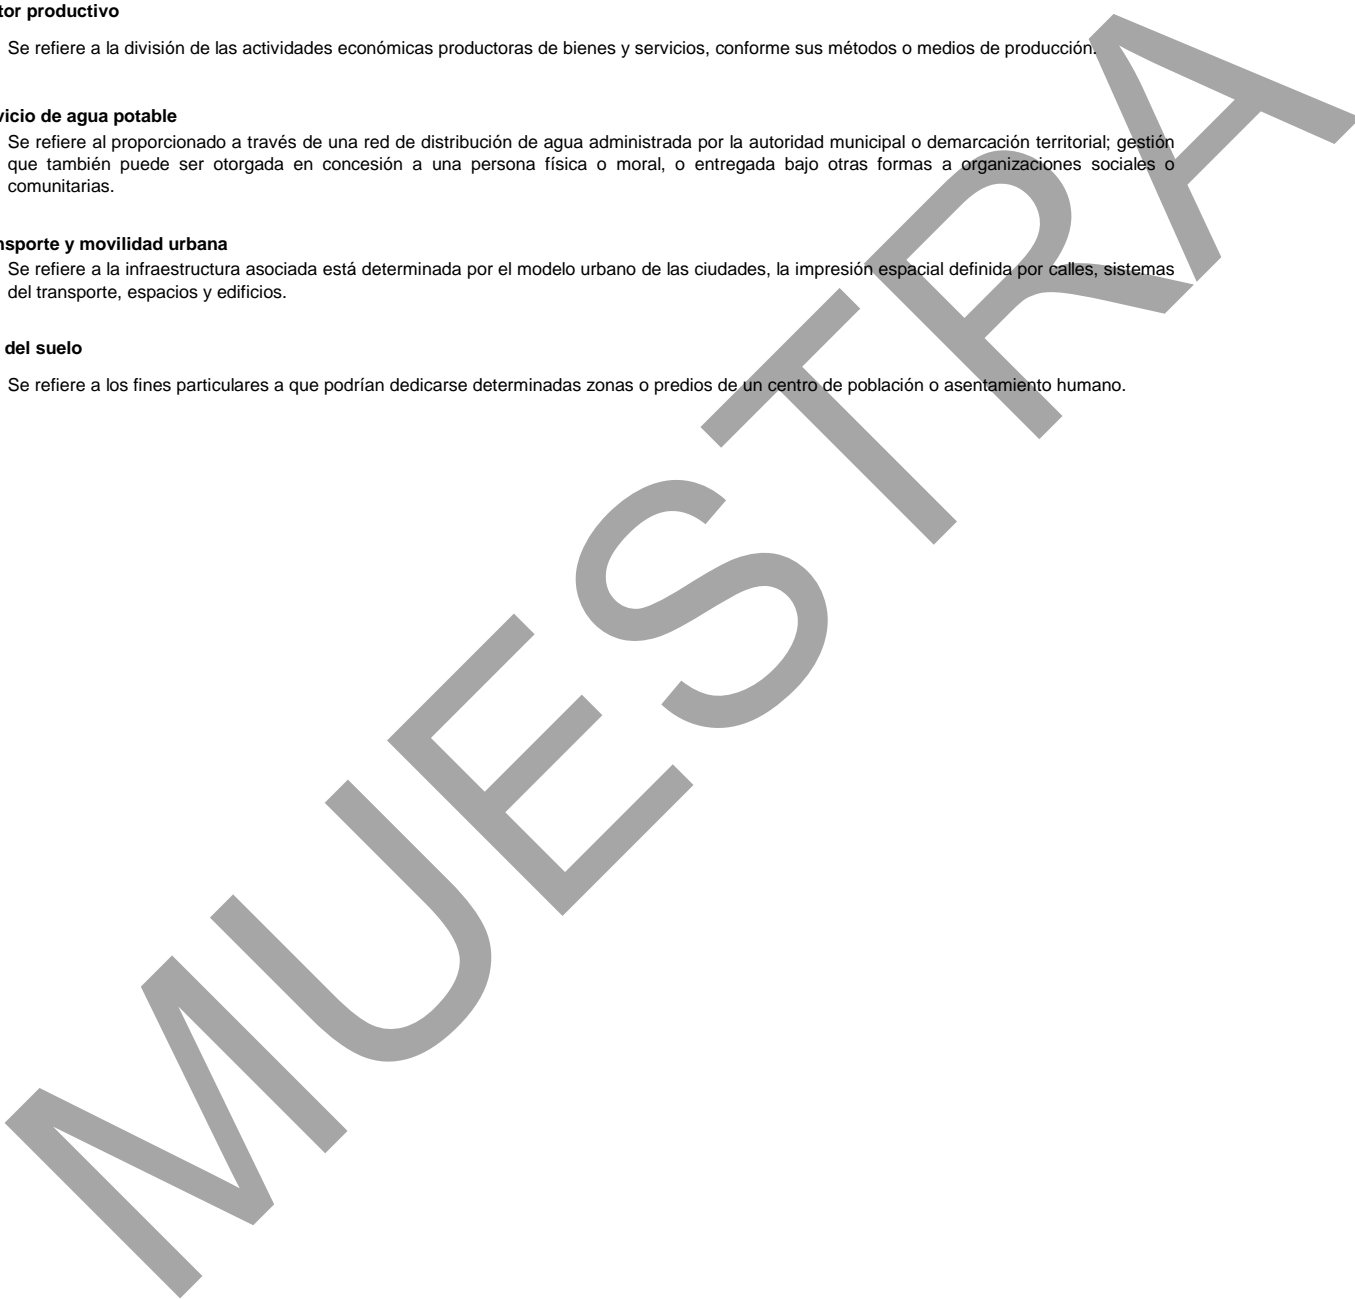 tor productivo
Se refiere a la división de las actividades económicas productoras de bienes y servicios, conforme sus métodos o medios de producción.
vicio de agua potable
Se refiere al proporcionado a través de una red de distribución de agua administrada por la autoridad municipal o demarcación territorial; gestión
que también puede ser otorgada en concesión a una persona física o moral, o entregada bajo otras formas a organizaciones sociales o
comunitarias.
nsporte y movilidad urbana
Se refiere a la infraestructura asociada está determinada por el modelo urbano de las ciudades, la impresión espacial definida por calles, sistemas
del transporte, espacios y edificios.
del suelo
Se refiere a los fines particulares a que podrían dedicarse determinadas zonas o predios de un centro de población o asentamiento humano.
MUESTRA